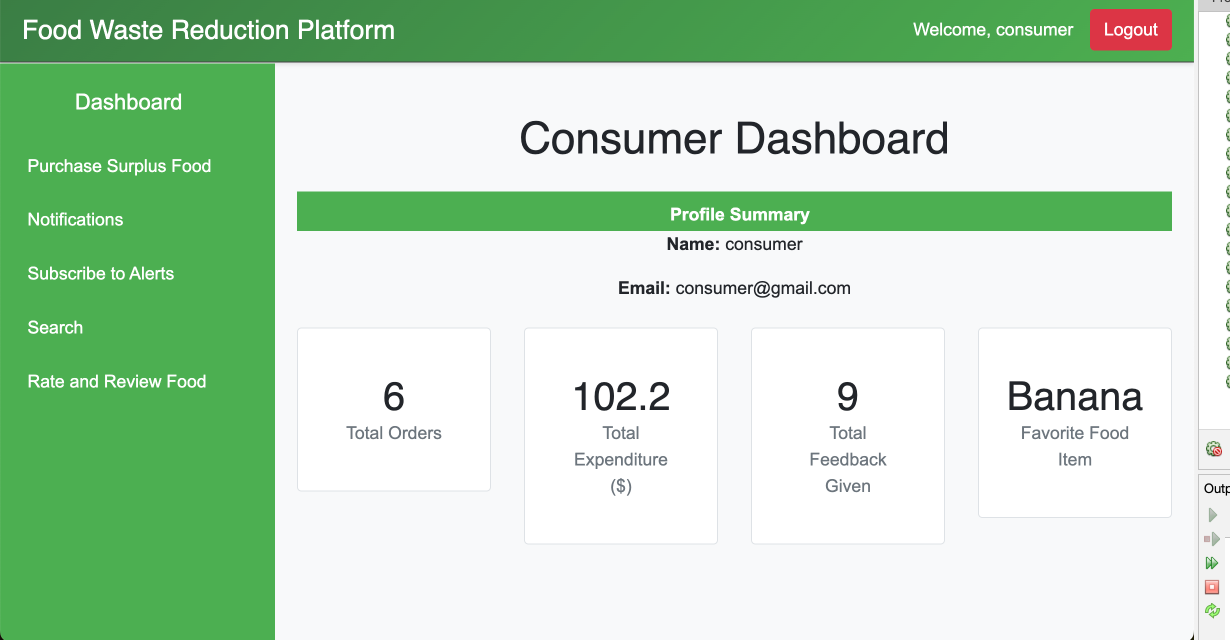 Food Waste Reduction Platform
Welcome, consumer
Logout
Dashboard
Purchase Surplus Food
Notifications
Subscribe to Alerts
Search
Rate and Review Food
Consumer Dashboard
Profile Summary
Name: consumer
Email: consumer@gmail.com
6
Total Orders
102.2
Total
Expenditure
($)
9
Total
Feedback
Given
Banana
Favorite Food
Item
Outp